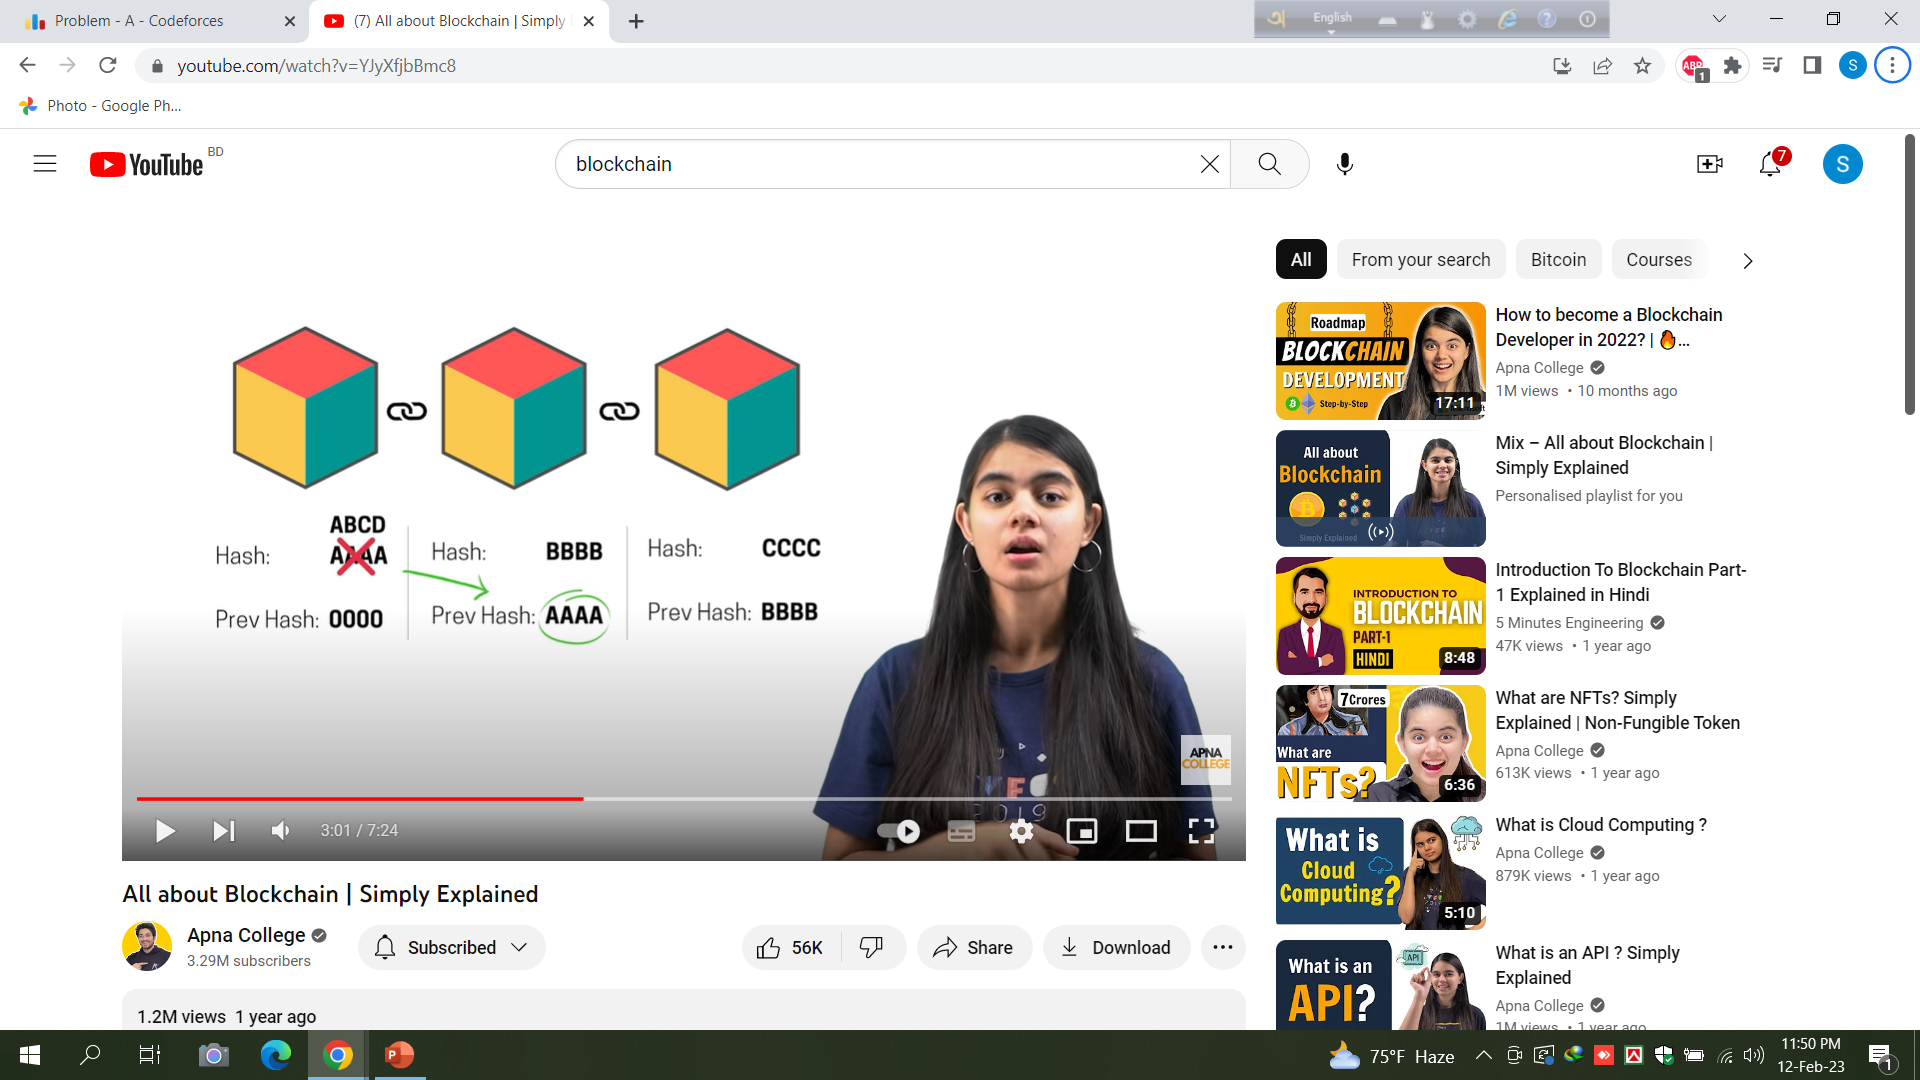 Problem - A - Codeforces
(7) All about Blockchain | Simply
English
youtube.com/watch?v=YJyXfjbBmc8
ABP
1
S
Photo - Google Ph...
YouTube
BD
blockchain
7
S
All
From your search
Bitcoin
Courses
ABCD
Hash:
AAAA
Hash:
BBBB
Hash:
CCCC
Prev Hash: 0000
Prev Hash: AAAA
Prev Hash: BBBB
2019
APNA
COLLEGE
3:01 / 7:24
All about Blockchain | Simply Explained
Apna College
3.29M subscribers
Subscribed
56K
Share
Download
1.2M views 1 year ago
Roadmap
BLOCKCHAIN
DEVELOPMENT
Step-by-Step
17:11
How to become a Blockchain
Developer in 2022? | 🔥...
Apna College
1M views • 10 months ago
All about
Blockchain
Simply Explained
Mix – All about Blockchain |
Simply Explained
Personalised playlist for you
INTRODUCTION TO
BLOCKCHAIN
PART-1
HINDI
8:48
Introduction To Blockchain Part-
1 Explained in Hindi
5 Minutes Engineering
47K views • 1 year ago
7Crores
What are
NFTs?
6:36
What are NFTs? Simply
Explained | Non-Fungible Token
Apna College
613K views • 1 year ago
What is
Cloud
Computing?
5:10
What is Cloud Computing ?
Apna College
879K views • 1 year ago
What is an
API?
API
What is an API ? Simply
Explained
Apna College
1M views • 1 year ago
75°F Haze
11:50 PM
12-Feb-23
1